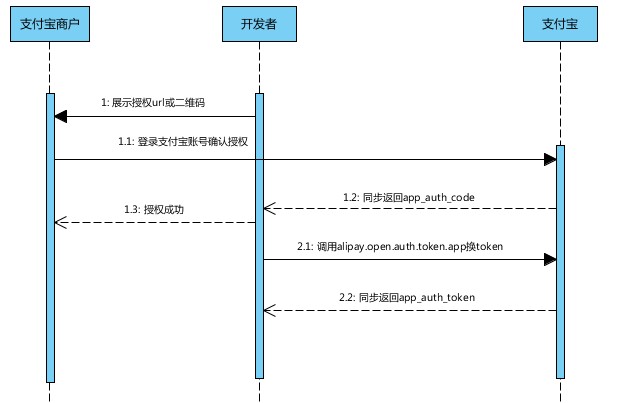 支付宝商户
开发者
支付宝
1: 展示授权url或二维码
1.1: 登录支付宝账号确认授权
1.2: 同步返回app_auth_code
1.3: 授权成功
2.1: 调用alipay.open.auth.token.app换token
2.2: 同步返回app_auth_token